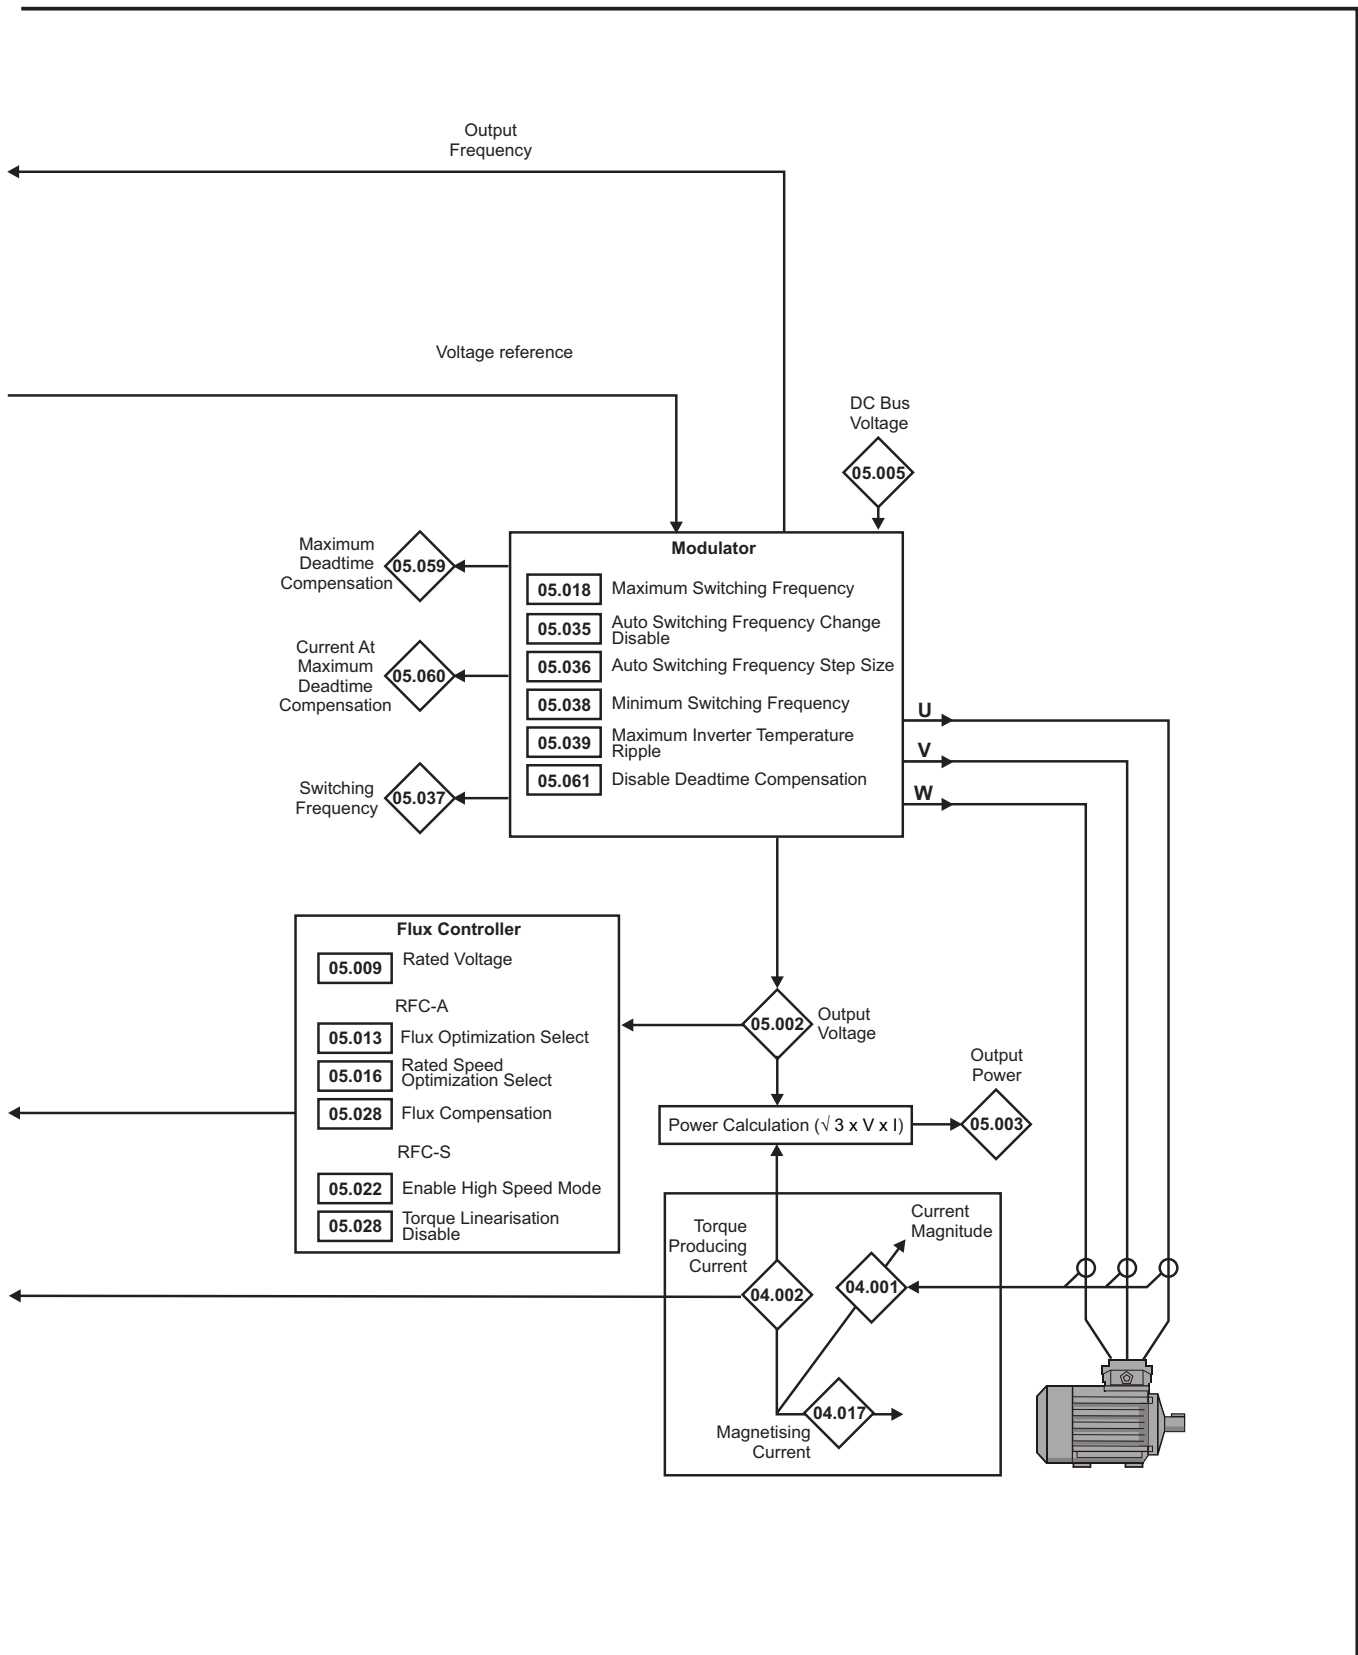 Output
Frequency
Voltage reference
DC Bus
Voltage
05.005
Maximum
Deadtime
Compensation
05.059
Current At
Maximum
Deadtime
Compensation
05.060
Switching
Frequency
05.037
Modulator
05.018 Maximum Switching Frequency
05.035 Auto Switching Frequency Change
Disable
05.036 Auto Switching Frequency Step Size
05.038 Minimum Switching Frequency
05.039 Maximum Inverter Temperature
Ripple
05.061 Disable Deadtime Compensation
U
V
W
Flux Controller
05.009 Rated Voltage
RFC-A
05.013 Flux Optimization Select
05.016 Rated Speed
Optimization Select
05.028 Flux Compensation
RFC-S
05.022 Enable High Speed Mode
05.028 Torque Linearisation
Disable
05.002
Output
Voltage
Output
Power
05.003
Power Calculation (√ 3 x V x I)
Torque
Producing
Current
04.002
Current
Magnitude
04.001
04.017
Magnetising
Current